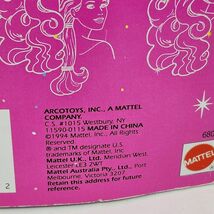 ARCOTOYS, INC., A MATTEL
COMPANY.
C.S. #1015 Westbury, NY
11590-0115 MADE IN CHINA
©1994 Mattel, Inc. All Rights
Reserved.
® and TM designate U.S.
trademarks of Mattel, Inc.
Mattel U.K., Ltd. Meridian West.
Leicester LE3 2WT
Mattel Australia Pty., Ltd. Port
Melbourne, Victoria 3207.
Retain this address for future
reference.
680
MATTEL
2